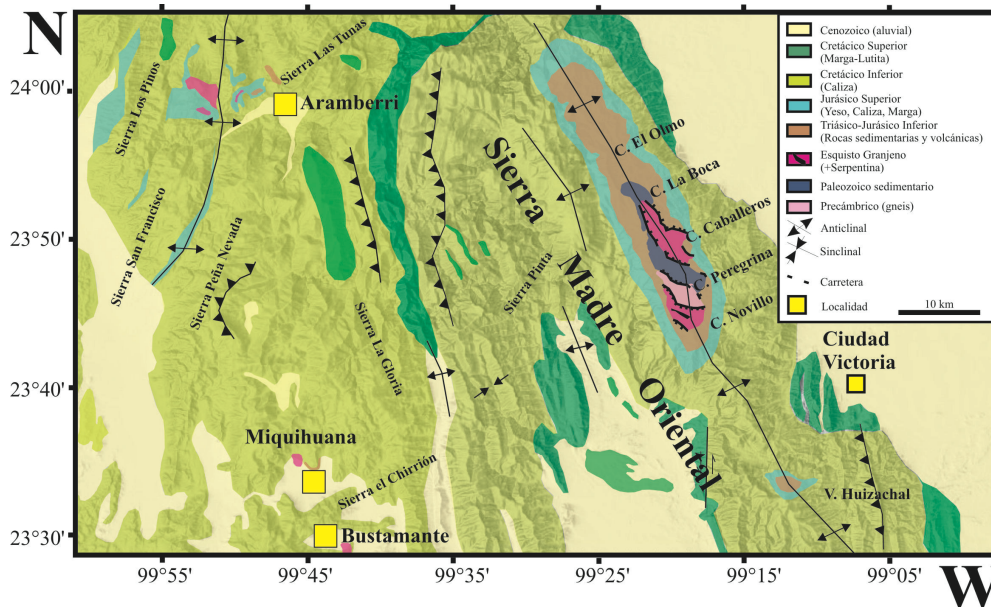 N
24°00'
23°50'
23°40'
23°30'
99°55'
99°45'
99°35'
99°25'
99°15'
99°05'
W
Sierra Los Pinos
Sierra Las Tunas
Aramberri
Sierra San Francisco
Sierra Peña Nevada
Sierra La Gloria
Sierra Pinta
Sierra
Madre
Oriental
C. El Olmo
C. La Boca
C. Caballeros
C. Peregrina
C. Novillo
Ciudad
Victoria
V. Huizachal
Miquihuana
Sierra el Chirrión
Bustamante
Cenozoico (aluvial)
Cretácico Superior
(Marga-Lutita)
Cretácico Inferior
(Caliza)
Jurásico Superior
(Yeso, Caliza, Marga)
Triásico-Jurásico Inferior
(Rocas sedimentarias y volcánicas)
Esquisto Granjeno
(+Serpentina)
Paleozoico sedimentario
Precámbrico (gneis)
Anticlinal
Sinclinal
Carretera
Localidad
10 km